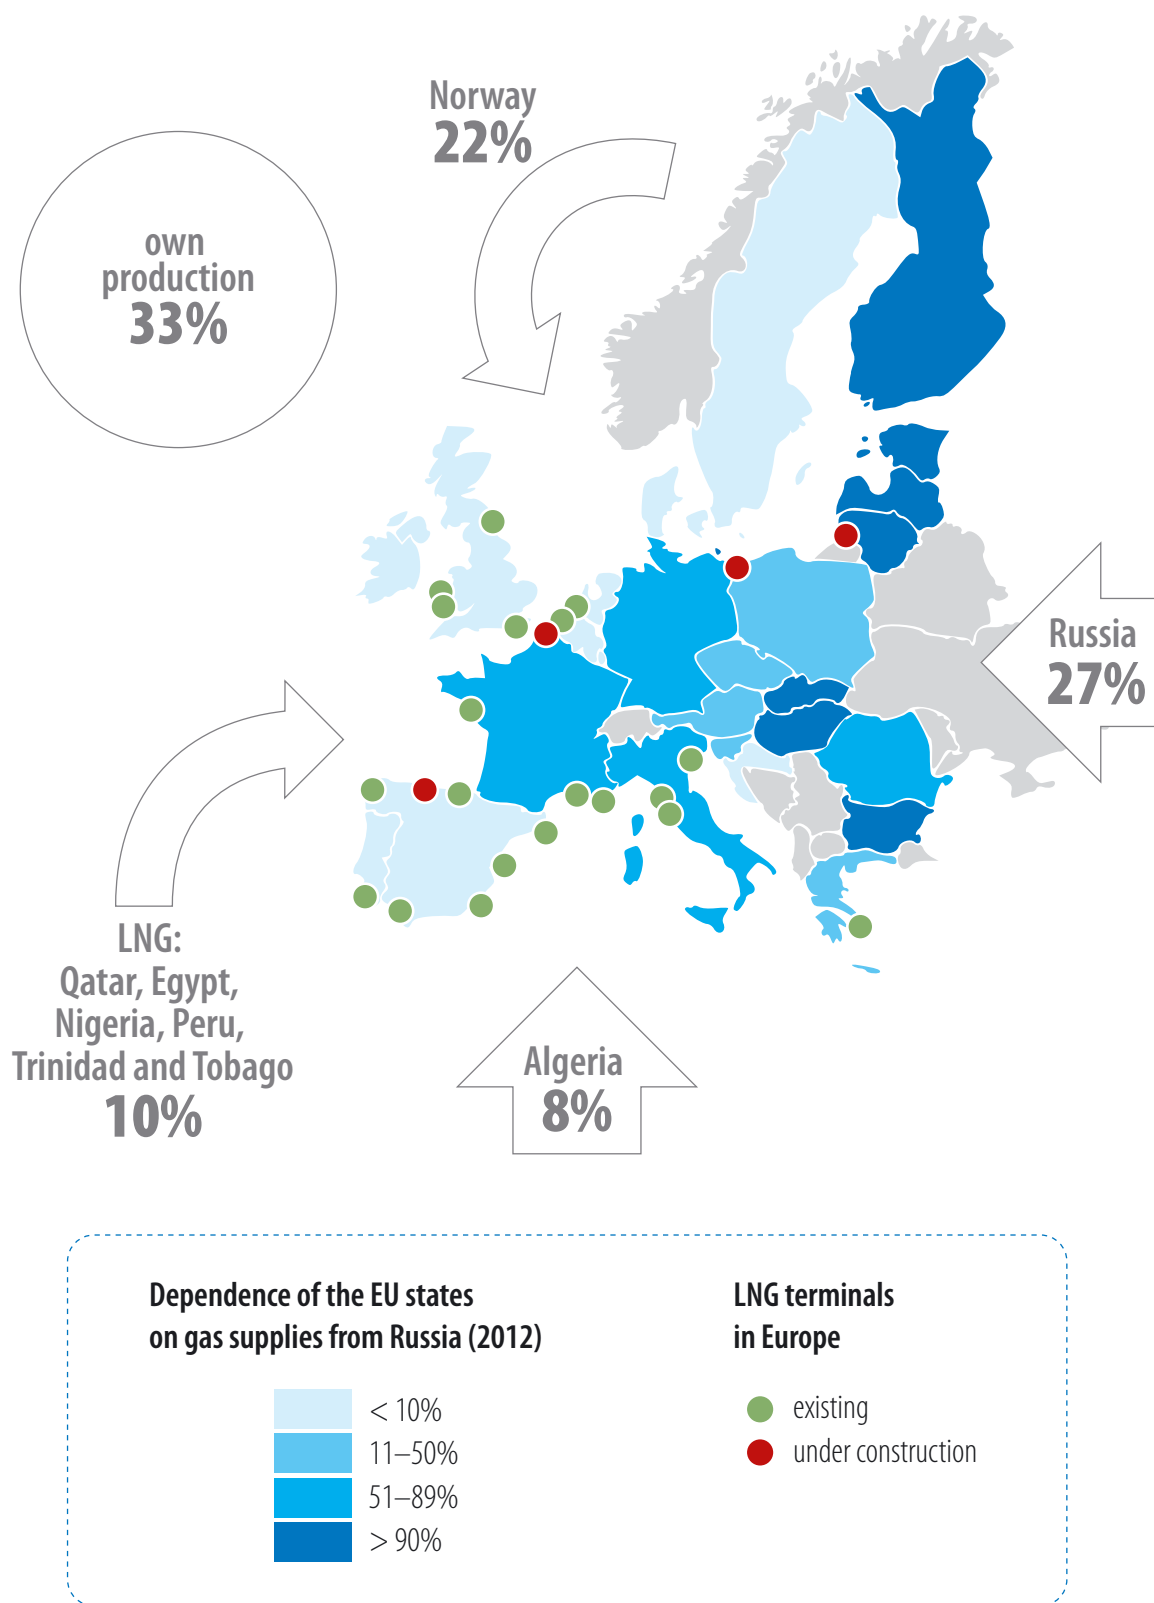 Norway
22%
own
production
33%
Russia
27%
LNG:
Qatar, Egypt,
Nigeria, Peru,
Trinidad and Tobago
10%
Algeria
8%
Dependence of the EU states
on gas supplies from Russia (2012)
< 10%
11–50%
51–89%
> 90%
LNG terminals
in Europe
existing
under construction